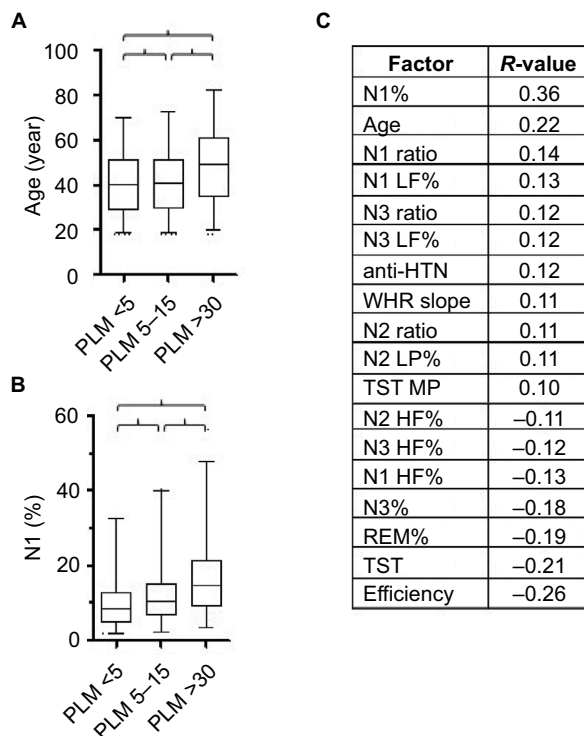 A
100
80
60
40
20
0
Age (year)
PLM <5
PLM 5–15
PLM >30
B
60
40
20
0
N1 (%)
PLM <5
PLM 5–15
PLM >30
C
Factor R-value
N1% 0.36
Age 0.22
N1 ratio 0.14
N1 LF% 0.13
N3 ratio 0.12
N3 LF% 0.12
anti-HTN 0.12
WHR slope 0.11
N2 ratio 0.11
N2 LP% 0.11
TST MP 0.10
N2 HF% –0.11
N3 HF% –0.12
N1 HF% –0.13
N3% –0.18
REM% –0.19
TST –0.21
Efficiency –0.26